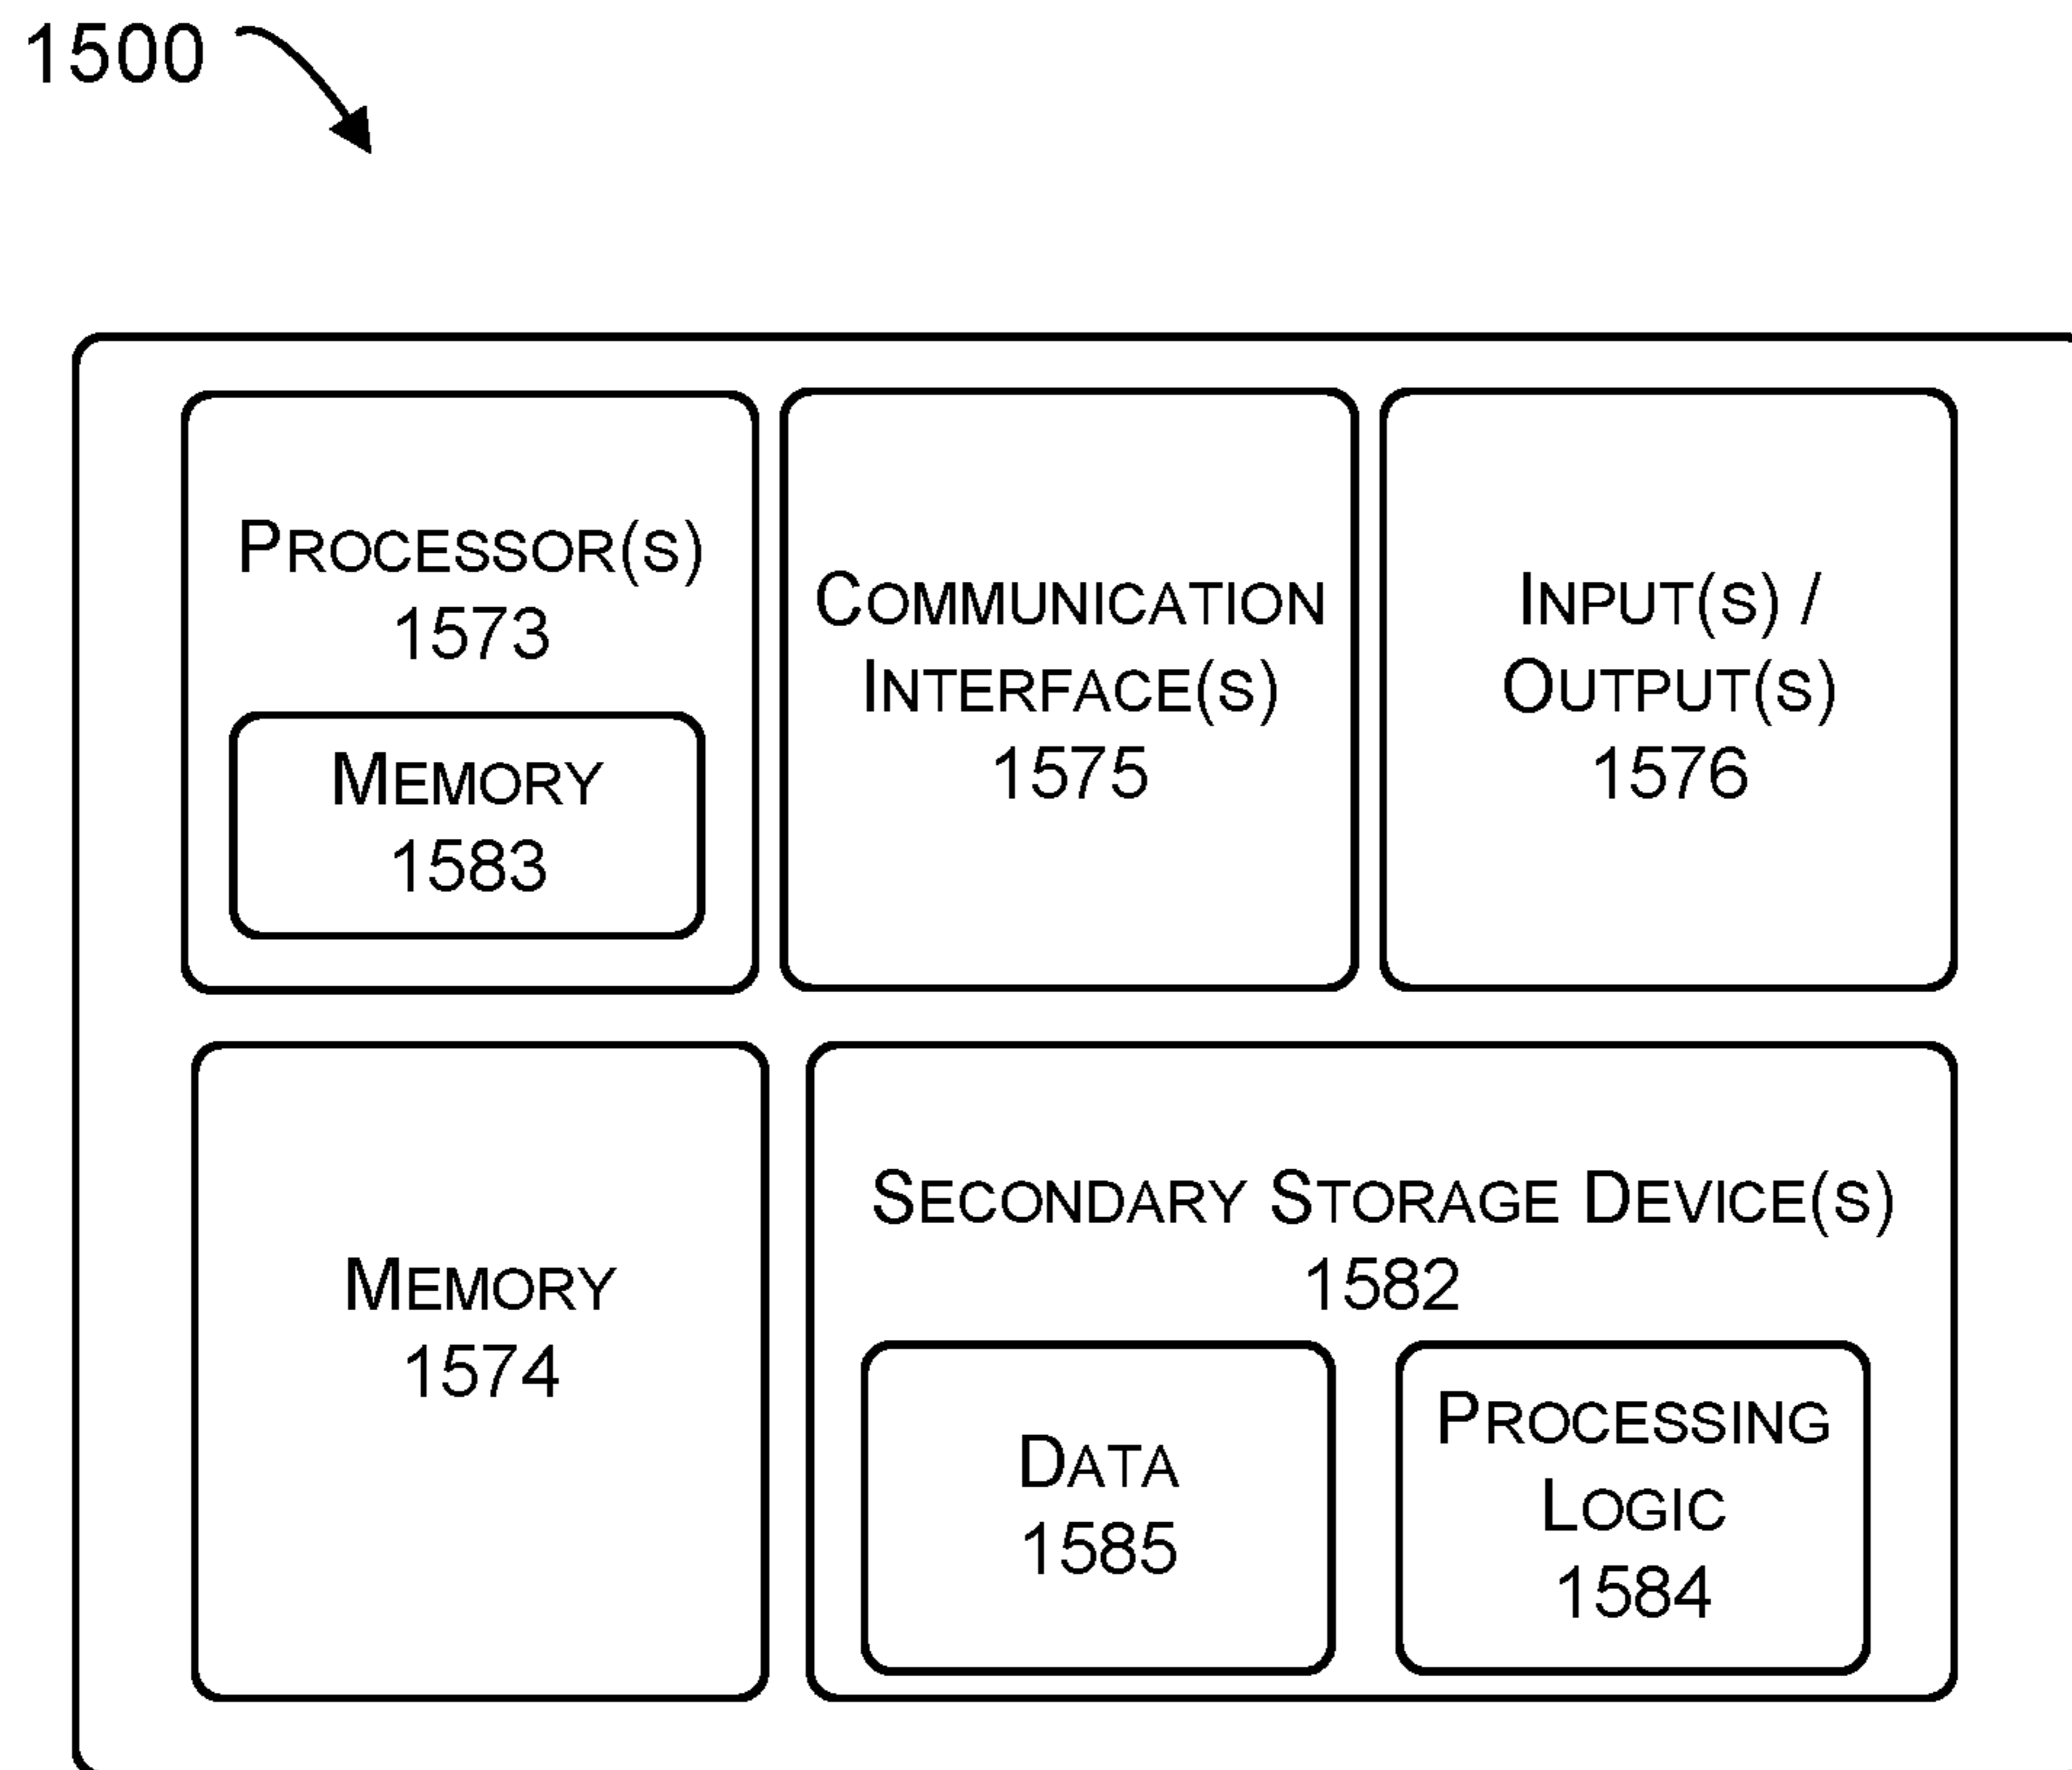 1500
PROCESSOR(S)
1573
MEMORY
1583
COMMUNICATION
INTERFACE(S)
1575
INPUT(S) /
OUTPUT(S)
1576
MEMORY
1574
SECONDARY STORAGE DEVICE(S)
1582
DATA
1585
PROCESSING
LOGIC
1584